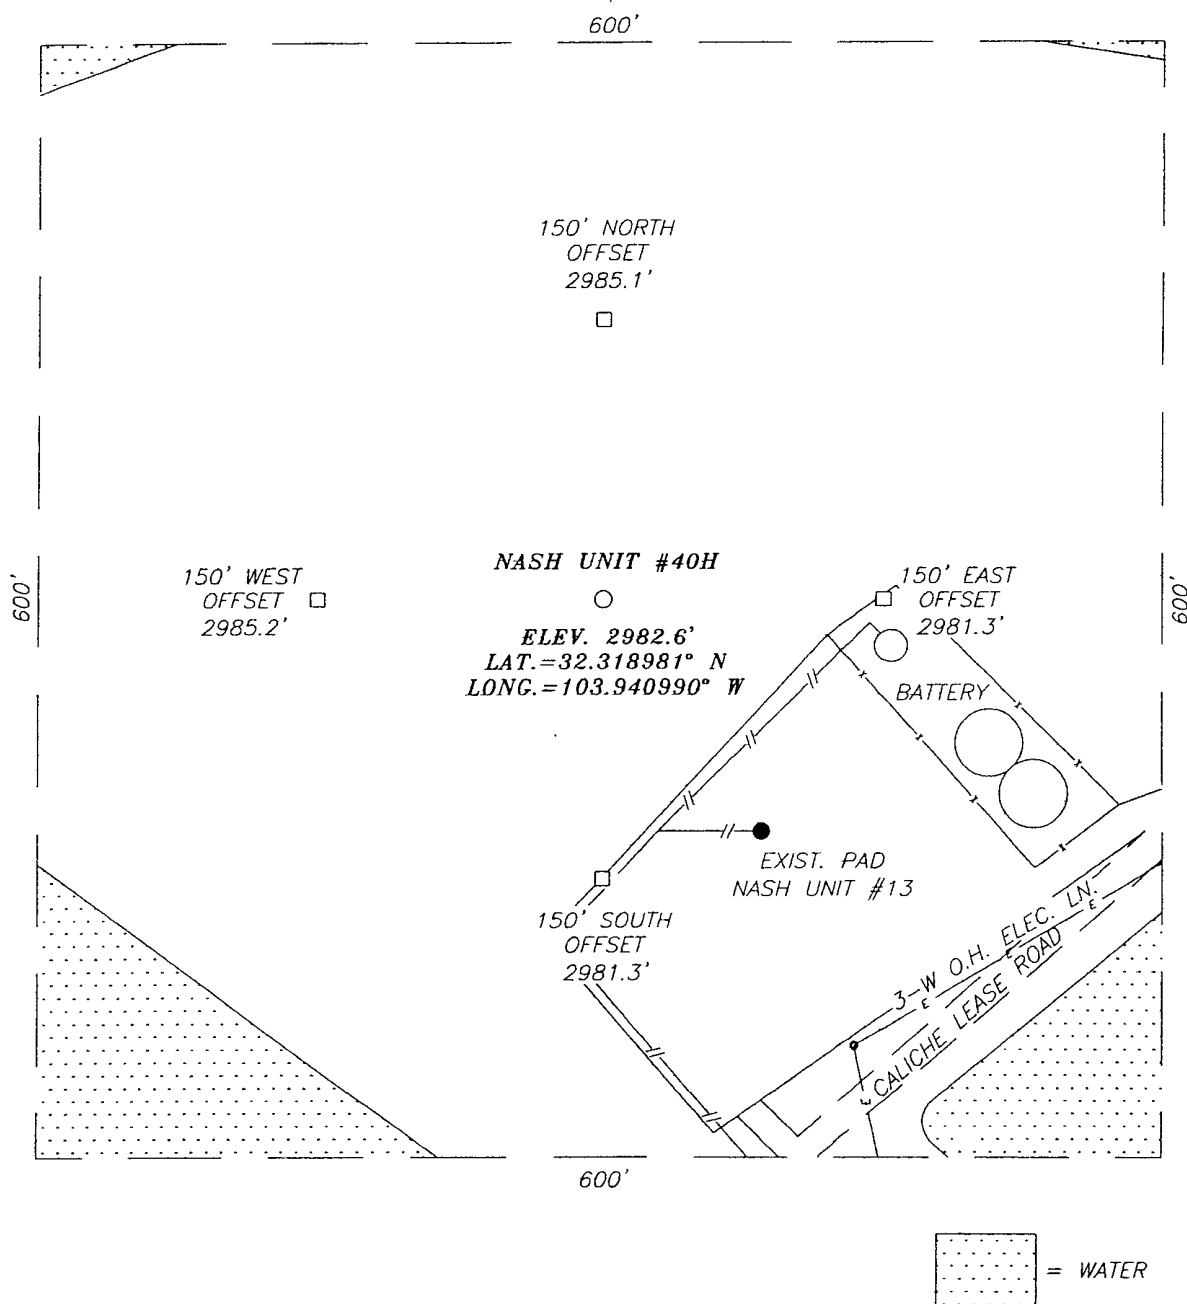 600'
150' NORTH
OFFSET
2985.1'
600'
150' WEST
OFFSET
2985.2'
NASH UNIT #40H
ELEV. 2982.6'
LAT.=32.318981° N
LONG.=103.940990° W
150' EAST
OFFSET
2981.3'
600'
BATTERY
EXIST. PAD
NASH UNIT #13
150' SOUTH
OFFSET
2981.3'
3-W O.H. ELEC. LN.
E
E
E
CALICHE LEASE ROAD
600'
= WATER